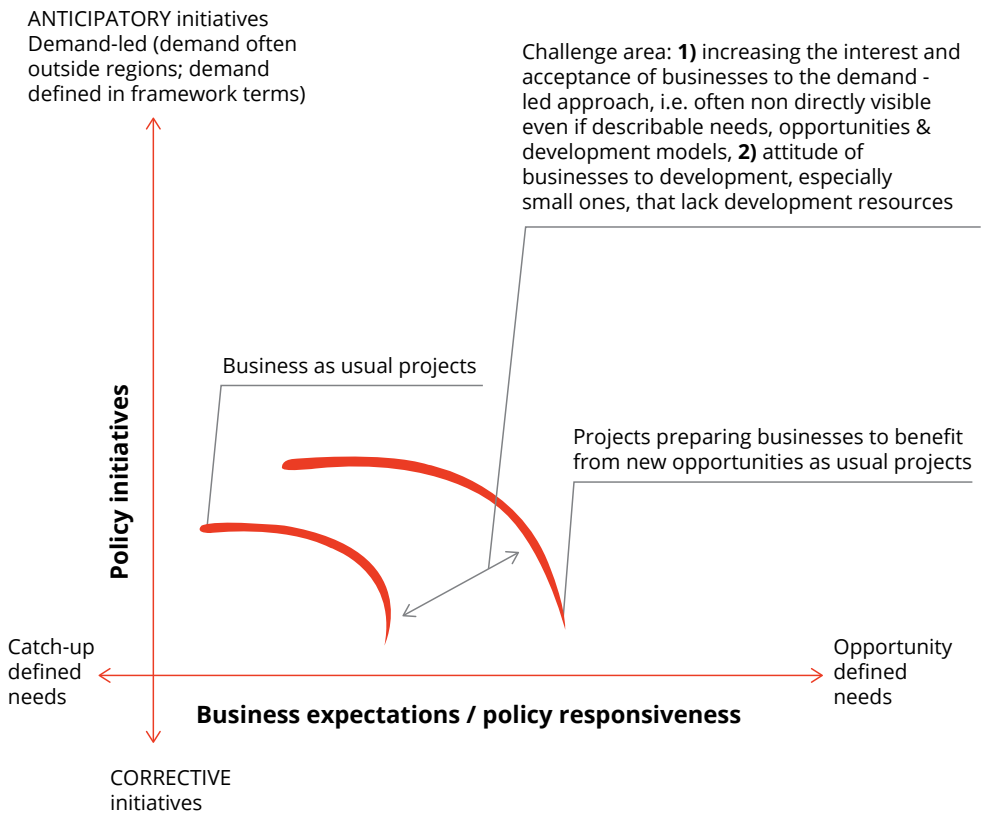 ANTICIPATORY initiatives
Demand-led (demand often
outside regions; demand
defined in framework terms)
Challenge area: 1) increasing the interest and
acceptance of businesses to the demand -
led approach, i.e. often non directly visible
even if describable needs, opportunities &
development models, 2) attitude of
businesses to development, especially
small ones, that lack development resources
Business as usual projects
Projects preparing businesses to benefit
from new opportunities as usual projects
Policy initiatives
Catch-up
defined
needs
Opportunity
defined
needs
Business expectations / policy responsiveness
CORRECTIVE
initiatives